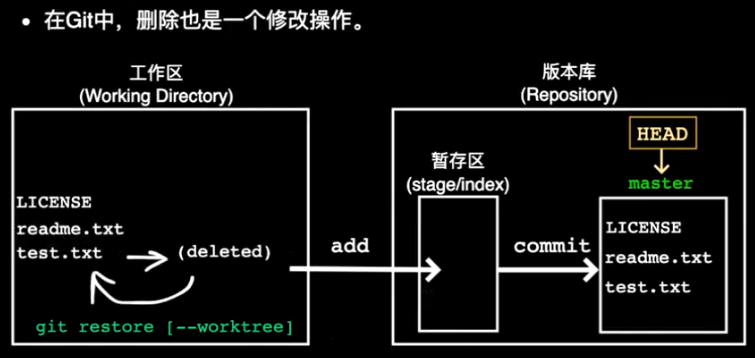 • 在Git中，删除也是一个修改操作。
工作区
(Working Directory)
版本库
(Repository)
HEAD
master
暂存区
(stage/index)
LICENSE
readme.txt
test.txt
(deleted)
git restore [--worktree]
add
commit
LICENSE
readme.txt
test.txt